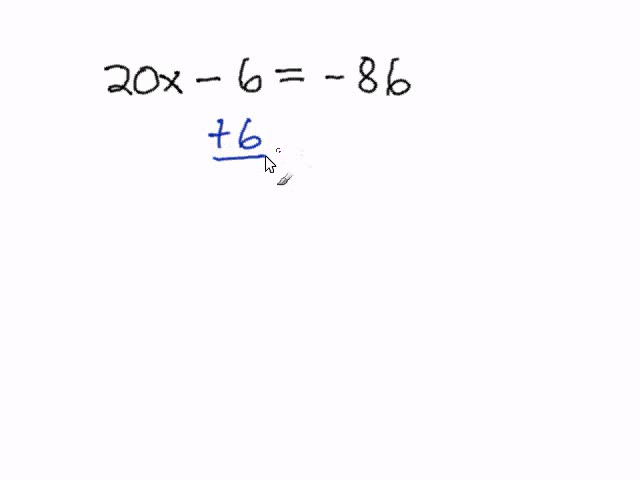 20x - 6 = - 86
+ 6